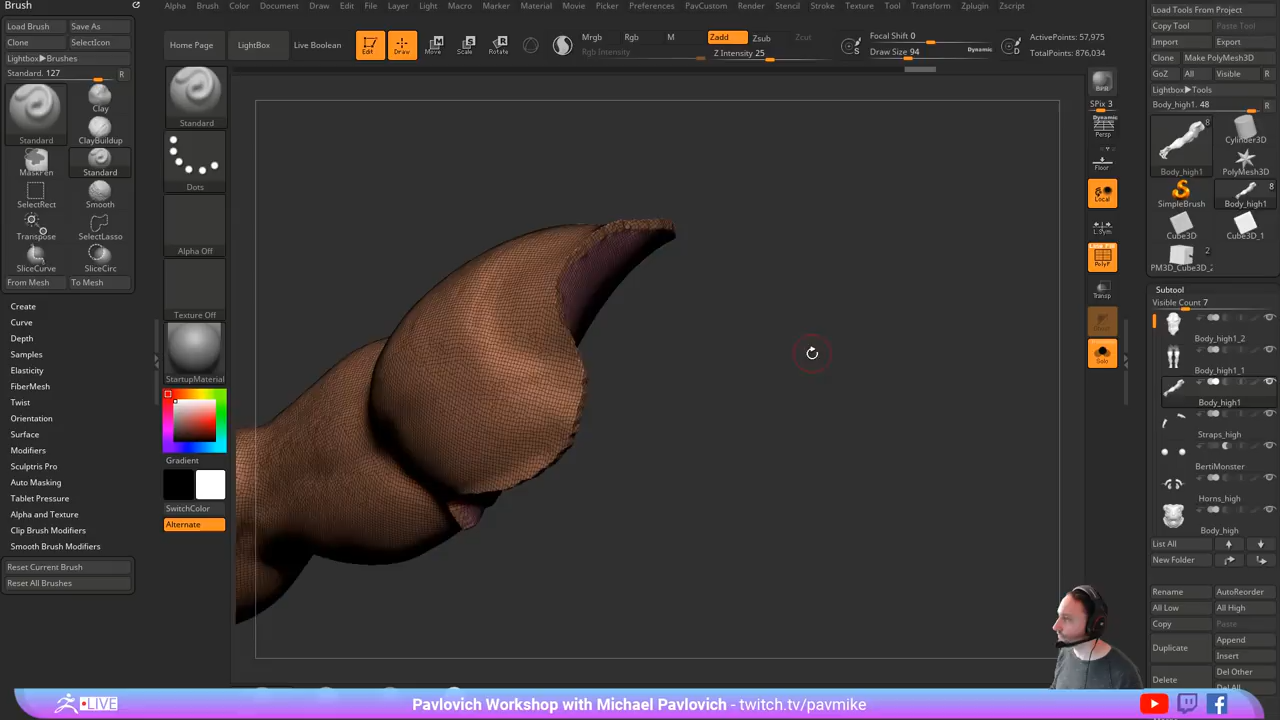 Brush
Alpha Brush Color Document Draw Edit File Layer Light Macro Material Movie Picker Preferences PavCustom Render Stencil Stroke Texture Tool Transform Zplugin Zscript
Load Brush Save As
Clone SelectIcon
Lightbox▶Brushes
Standard. 127 R
Standard
Clay
ClayBuildup
MaskPen
Standard
SelectRect
Smooth
Transpose
SelectLasso
SliceCurve
SliceCirc
From Mesh To Mesh
Create
Curve
Depth
Samples
Elasticity
FiberMesh
Twist
Orientation
Surface
Modifiers
Sculptris Pro
Auto Masking
Tablet Pressure
Alpha and Texture
Clip Brush Modifiers
Smooth Brush Modifiers
Reset Current Brush
Reset All Brushes
Home Page LightBox Live Boolean Edit Draw Move Scale Rotate
Mrgb Rgb M Zadd Zsub Zcut
Rgb Intensity Z Intensity 25
Focal Shift 0
Draw Size 94 Dynamic
S
D
ActivePoints: 57,975
TotalPoints: 876,034
Standard
Dots
Alpha Off
Texture Off
StartupMaterial
Gradient
SwitchColor
Alternate
BPR
SPix 3
Dynamic
Persp
Floor
Local
L.Sym
Line Fill
PolyF
Transp
Solo
Load Tools From Project
Copy Tool Paste Tool
Import Export
Clone Make PolyMesh3D
GoZ All Visible R
Lightbox▶Tools
Body_high1. 48 R
8
Body_high1
Cylinder3D
PolyMesh3D
SimpleBrush
8
Body_high1
Cube3D
Cube3D_1
2
PM3D_Cube3D_2
Subtool
Visible Count 7
Body_high1_2
Body_high1_1
Body_high1
Straps_high
BertiMonster
Horns_high
Body_high
List All
New Folder
Rename AutoReorder
All Low All High
Copy Paste
Duplicate
Append
Insert
Delete
Del Other
Del All
LIVE
Pavlovich Workshop with Michael Pavlovich - twitch.tv/pavmike